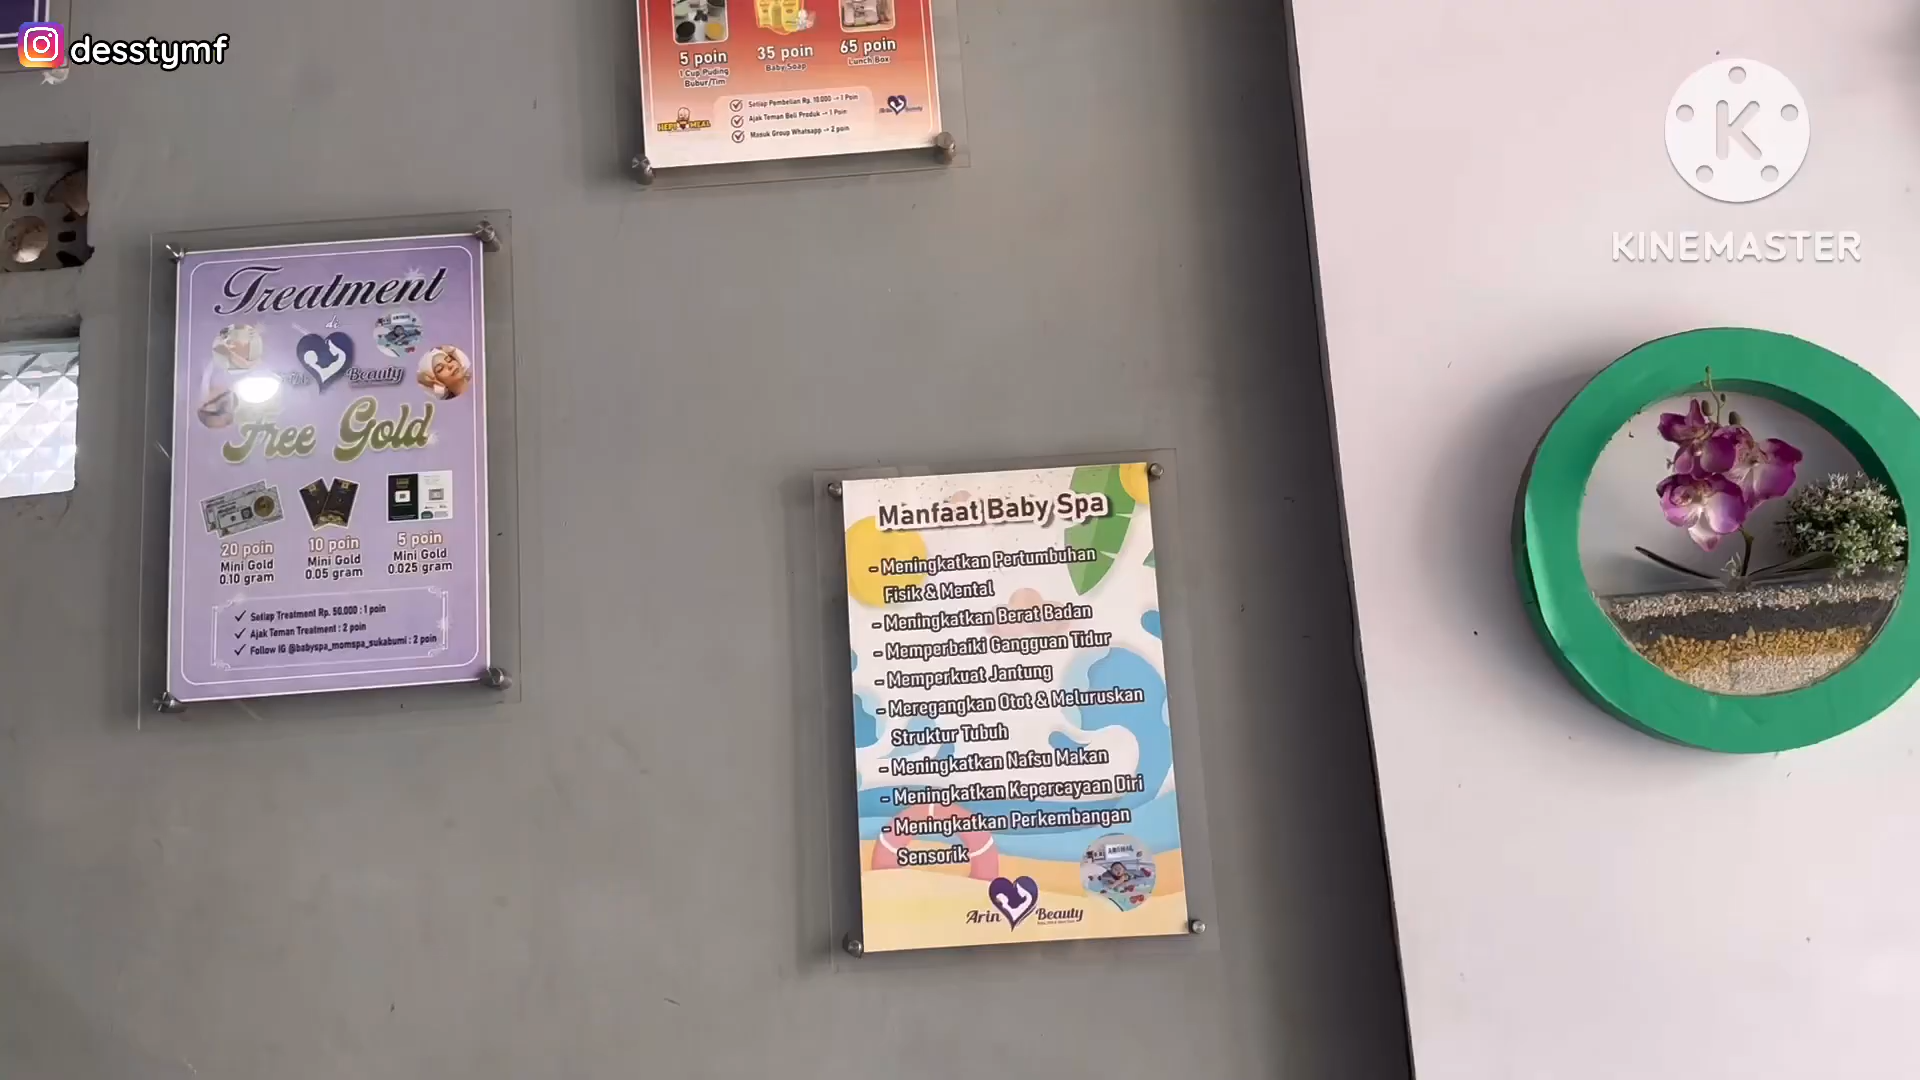 desstymf
KINEMASTER
5 poin
1 Cup Puding
Bubur/Tim
35 poin
Baby Soap
65 poin
Lunch Box
Setiap Pembelian Rp. 10.000 → 1 Poin
Ajak Teman Beli Produk → 1 Poin
Masuk Group Whatsapp → 2 poin
Treatment
di
Beauty
Free Gold
20 poin
Mini Gold
0.10 gram
10 poin
Mini Gold
0.05 gram
5 poin
Mini Gold
0.025 gram
✓ Setiap Treatment Rp. 50.000 : 1 poin
✓ Ajak Teman Treatment : 2 poin
✓ Follow IG @babyspa_momspa_sukabumi : 2 poin
Manfaat Baby Spa
- Meningkatkan Pertumbuhan
Fisik & Mental
- Meningkatkan Berat Badan
- Memperbaiki Gangguan Tidur
- Memperkuat Jantung
- Meregangkan Otot & Meluruskan
Struktur Tubuh
- Meningkatkan Nafsu Makan
- Meningkatkan Kepercayaan Diri
- Meningkatkan Perkembangan
Sensorik
Arin Beauty